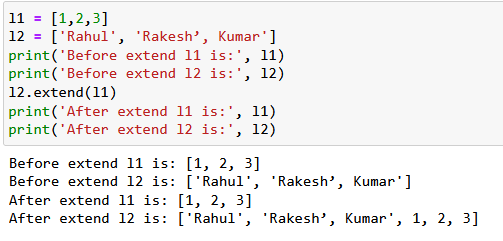 l1 = [1,2,3]
l2 = ['Rahul', 'Rakesh’, Kumar']
print('Before extend l1 is:', l1)
print('Before extend l2 is:', l2)
l2.extend(l1)
print('After extend l1 is:', l1)
print('After extend l2 is:', l2)
Before extend l1 is: [1, 2, 3]
Before extend l2 is: ['Rahul', 'Rakesh’, Kumar']
After extend l1 is: [1, 2, 3]
After extend l2 is: ['Rahul', 'Rakesh’, Kumar', 1, 2, 3]